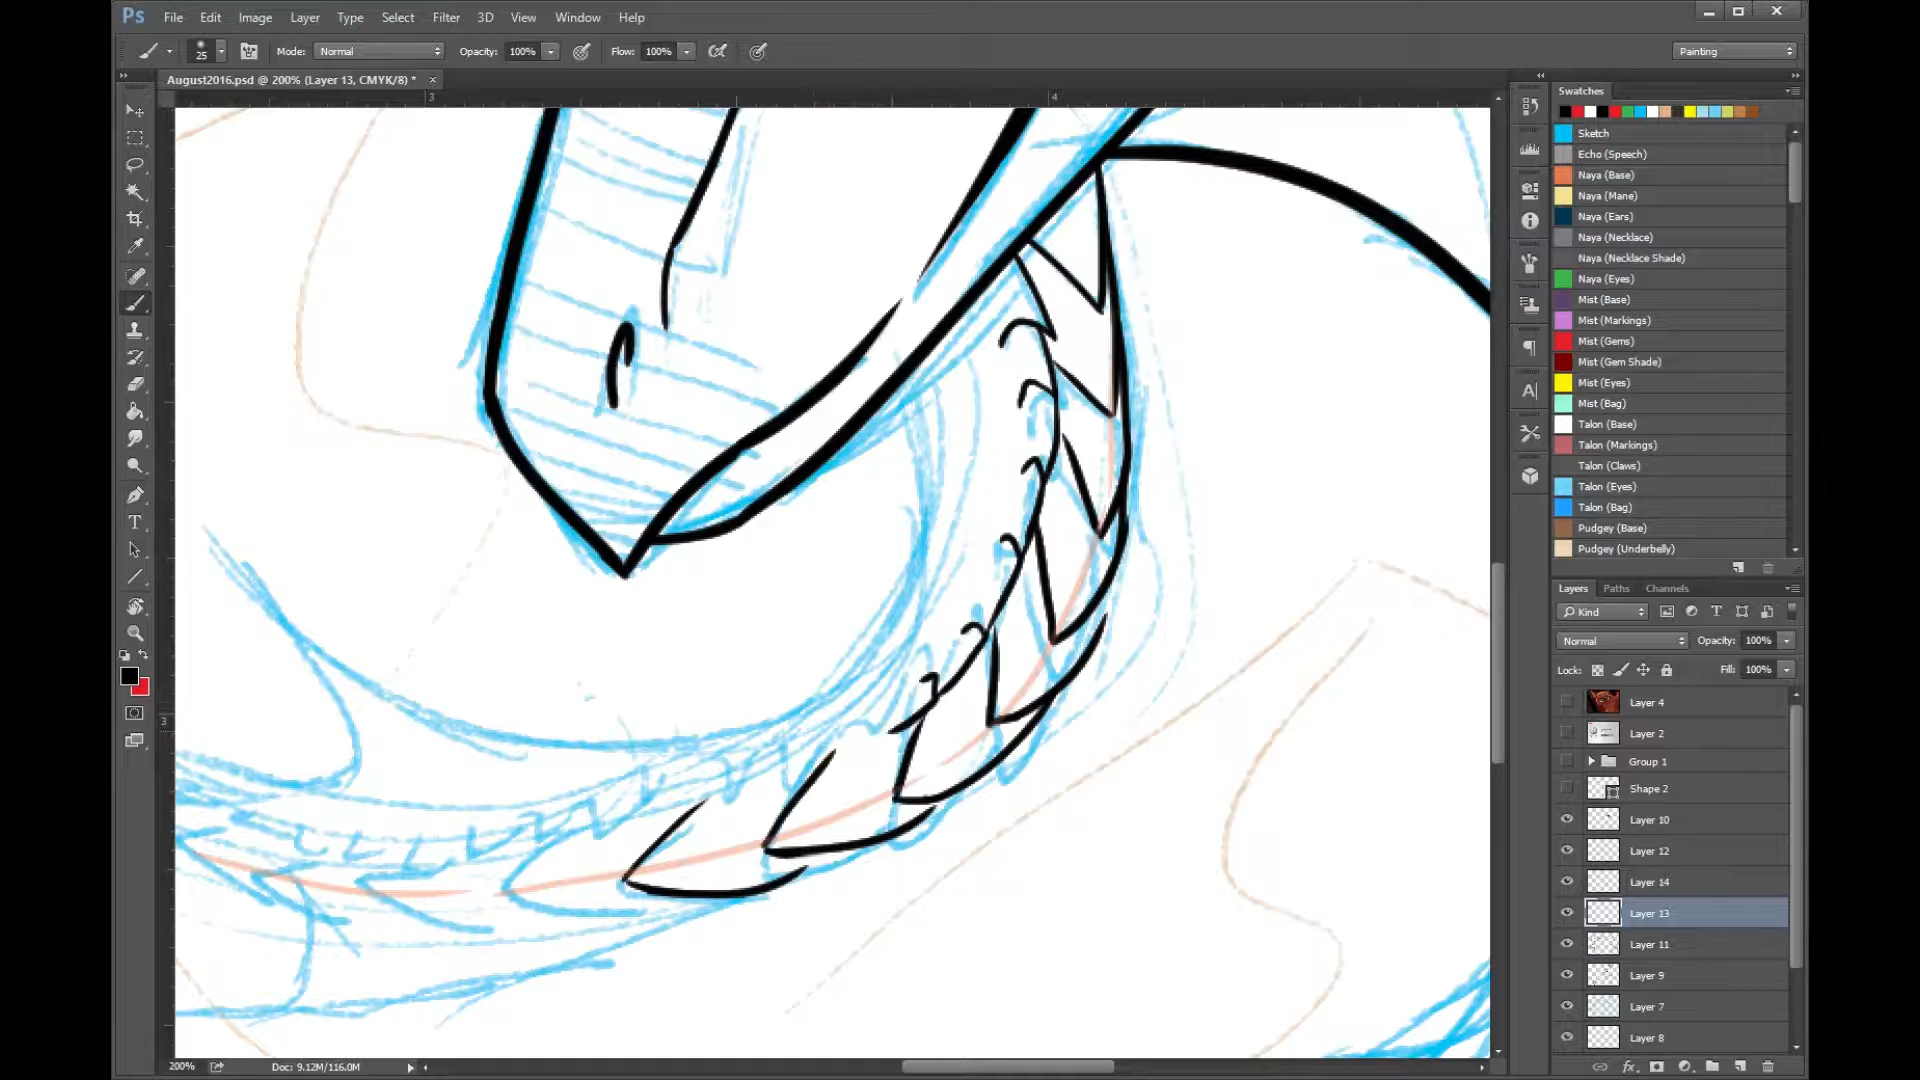 Ps File Edit Image Layer Type Select Filter 3D View Window Help
25 Mode: Normal Opacity: 100% Flow: 100% Painting
August2016.psd @ 200% (Layer 13, CMYK/8) * ×
3 4
3
Swatches
Sketch
Echo (Speech)
Naya (Base)
Naya (Mane)
Naya (Ears)
Naya (Necklace)
Naya (Necklace Shade)
Naya (Eyes)
Mist (Base)
Mist (Markings)
Mist (Gems)
Mist (Gem Shade)
Mist (Eyes)
Mist (Bag)
Talon (Base)
Talon (Markings)
Talon (Claws)
Talon (Eyes)
Talon (Bag)
Pudgey (Base)
Pudgey (Underbelly)
Layers Paths Channels
Kind
Normal Opacity: 100%
Lock: Fill: 100%
Layer 4
Layer 2
Group 1
Shape 2
Layer 10
Layer 12
Layer 14
Layer 13
Layer 11
Layer 9
Layer 7
Layer 8
200% Doc: 9.12M/116.0M